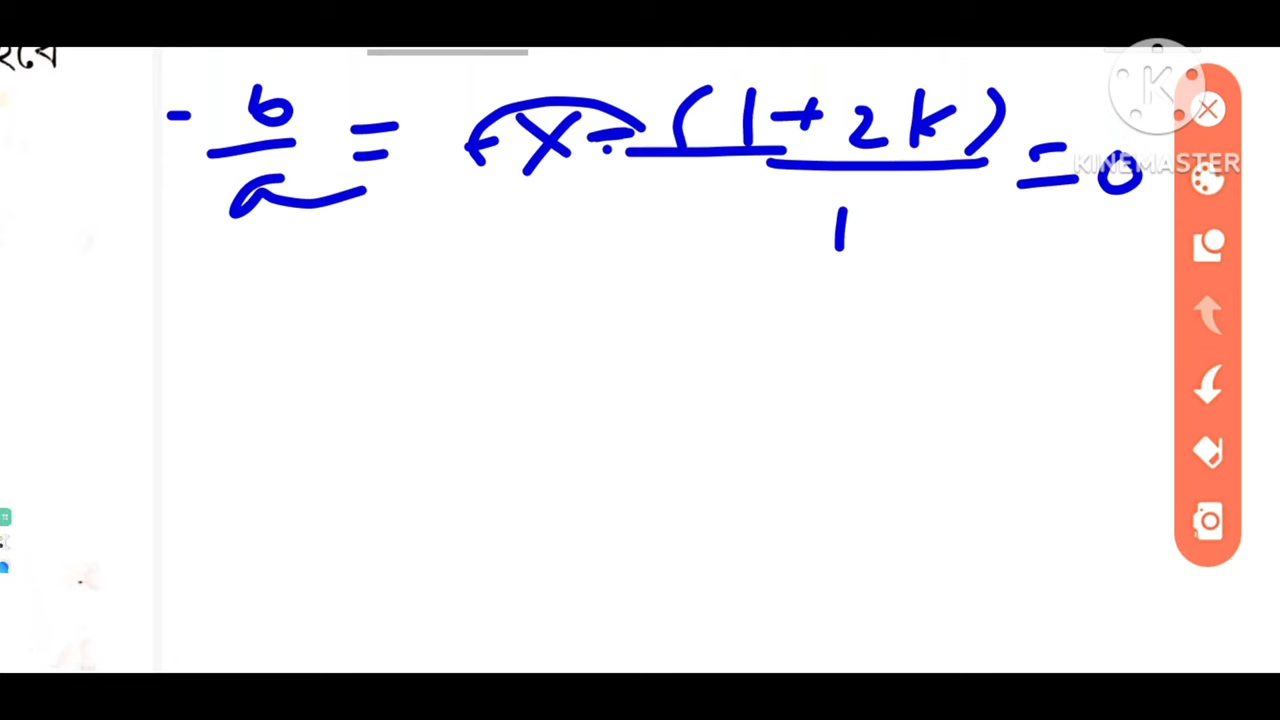 - b/a = (-X ÷ - (1 + 2k)/1 = 0
KINEMASTER